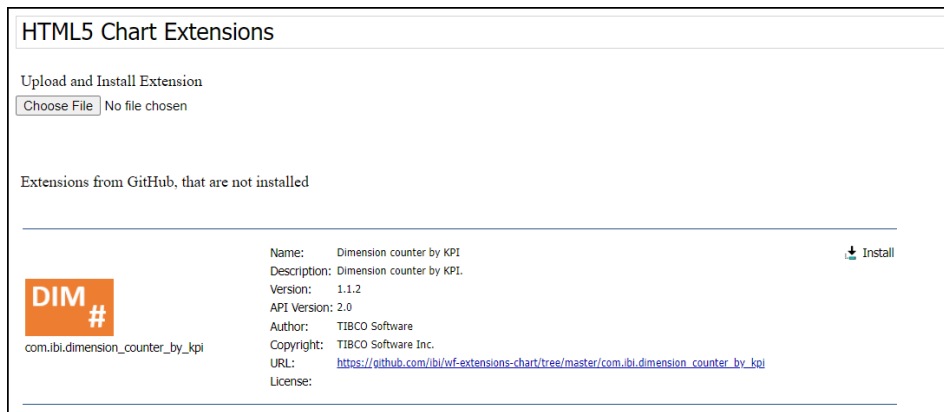 HTML5 Chart Extensions
Upload and Install Extension
Choose File No file chosen
Extensions from GitHub, that are not installed
DIM
#
com.ibi.dimension_counter_by_kpi
Name: Dimension counter by KPI
Description: Dimension counter by KPI.
Version: 1.1.2
API Version: 2.0
Author: TIBCO Software
Copyright: TIBCO Software Inc.
URL: https://github.com/ibi/wf-extensions-chart/tree/master/com.ibi.dimension_counter_by_kpi
License:
Install